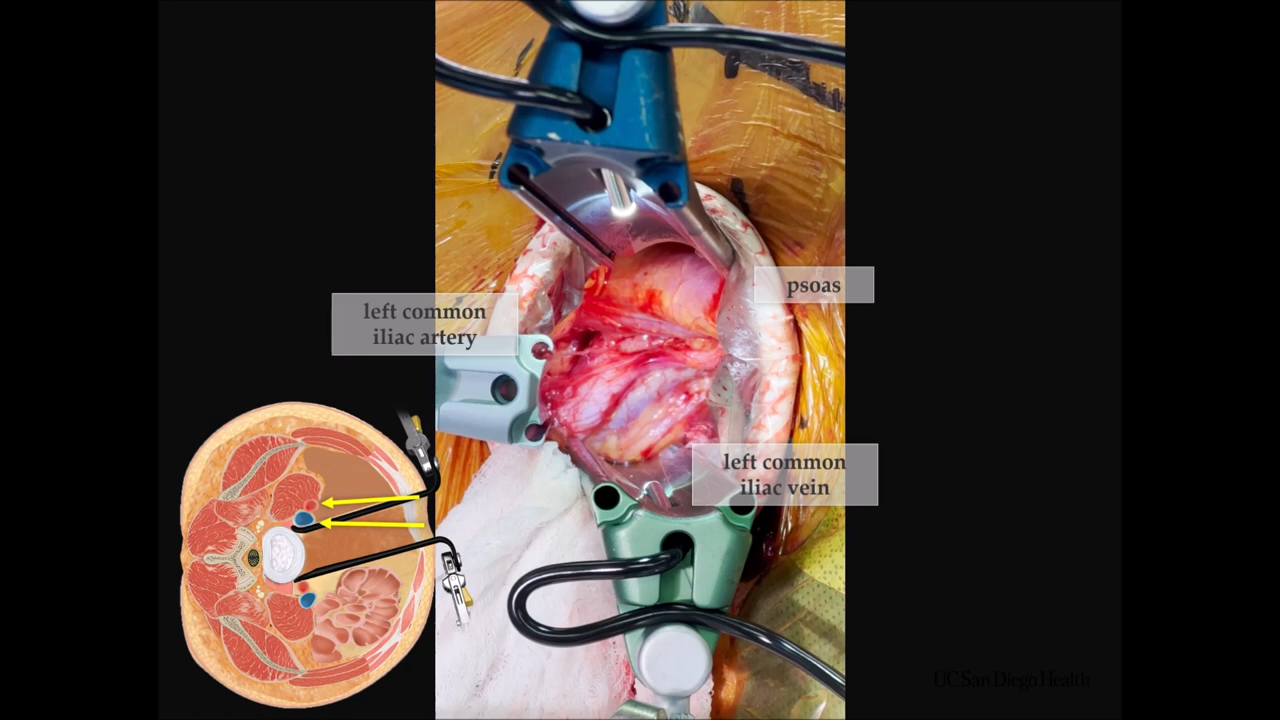 psoas
left common
iliac artery
left common
iliac vein
UC San Diego Health